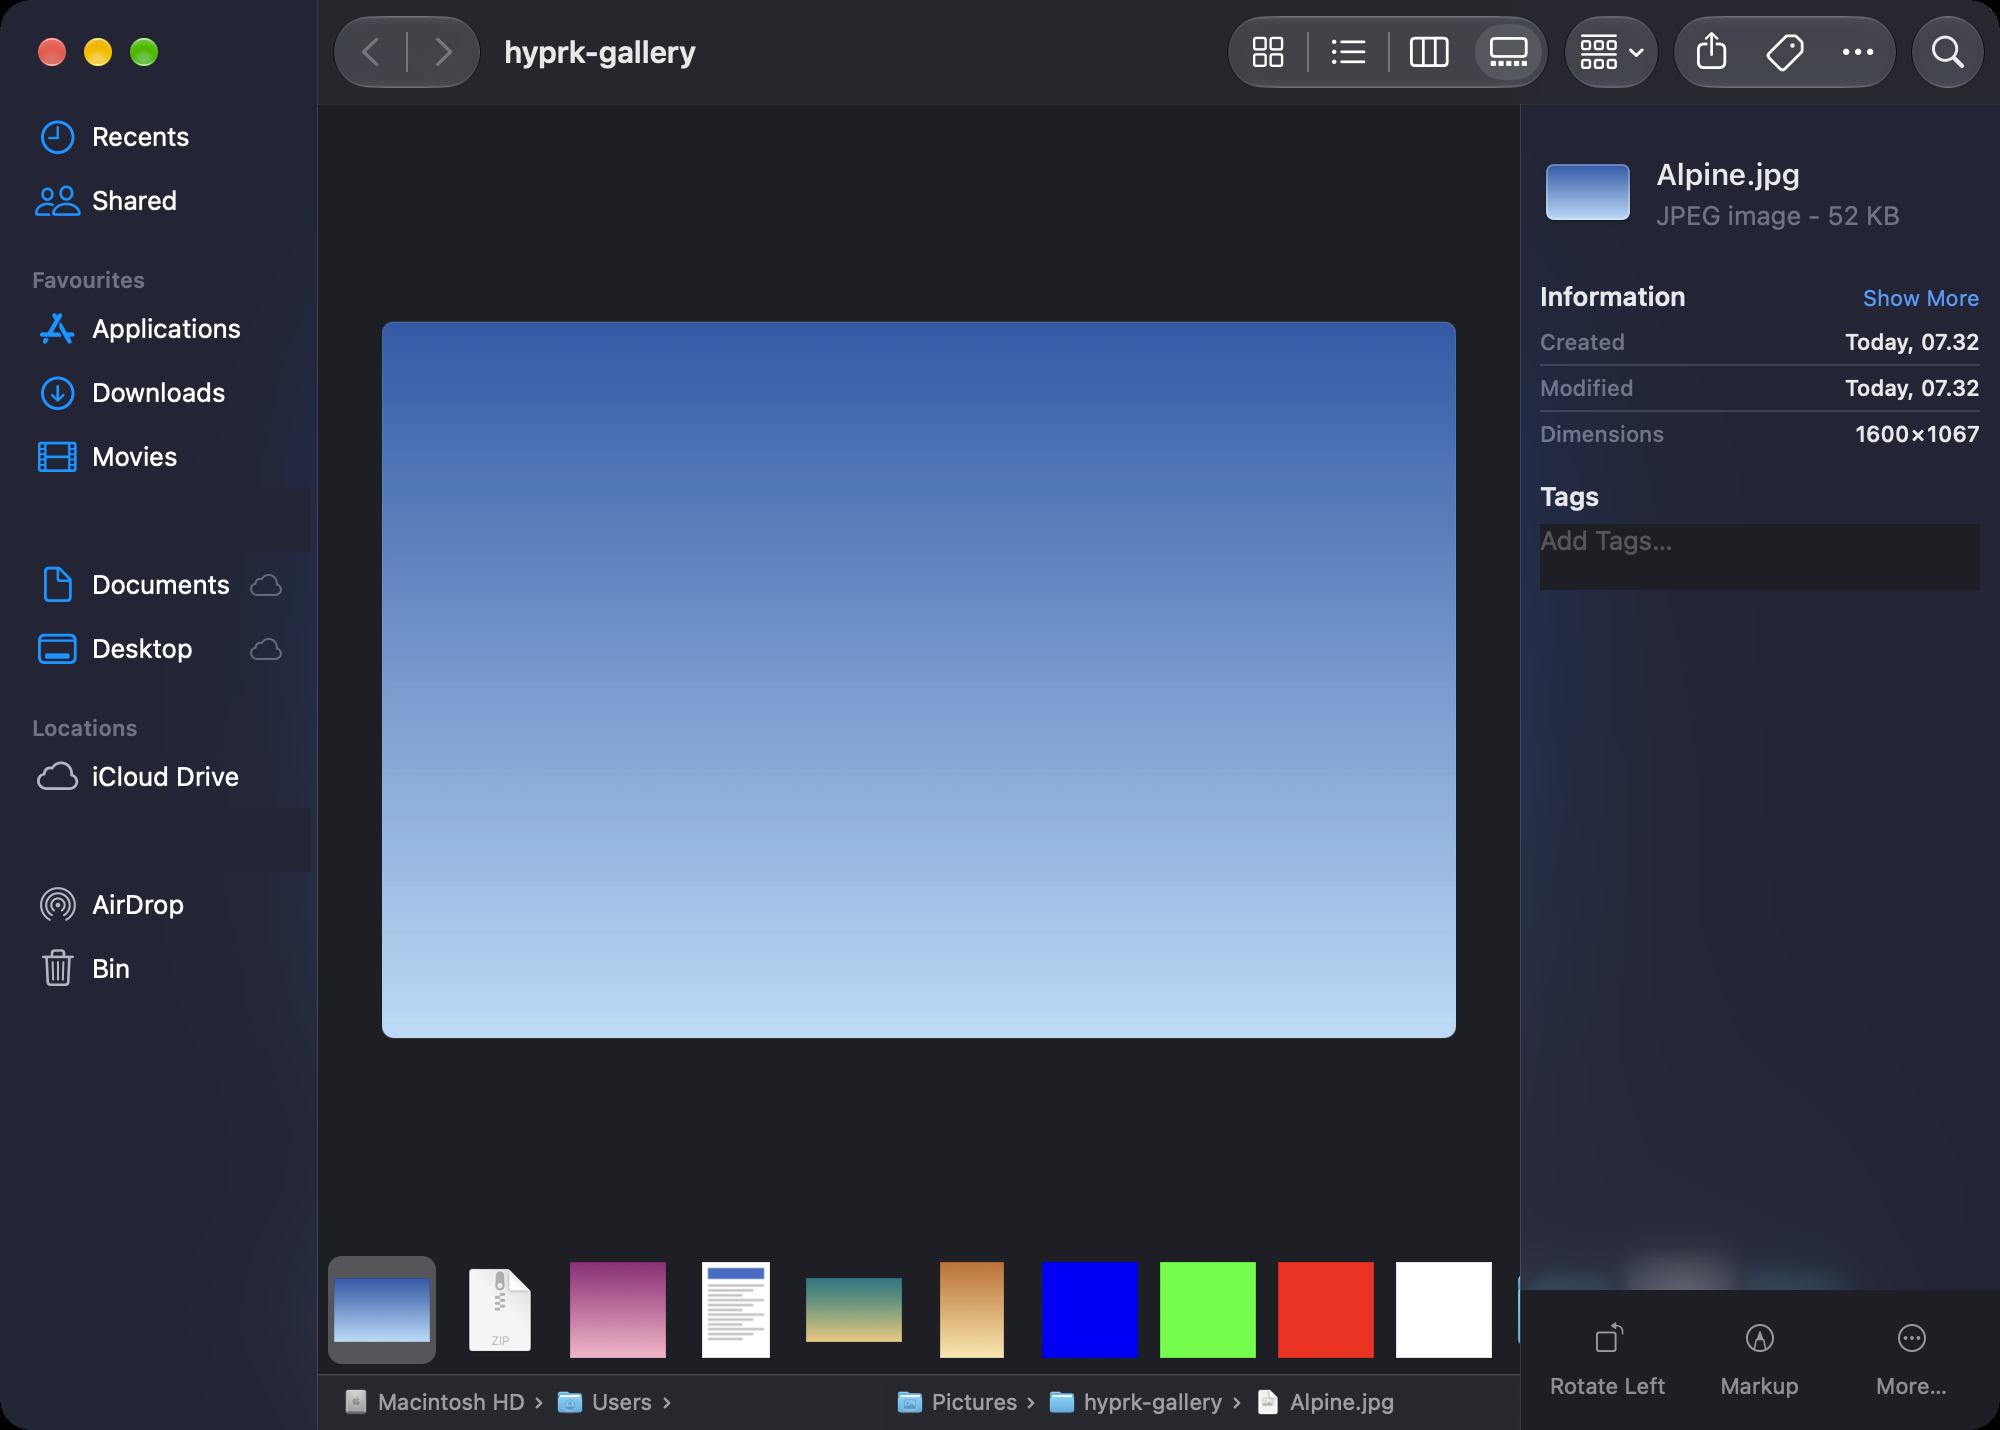 hyprk-gallery
Recents
Shared
Favourites
Applications
Downloads
Movies
Documents
Desktop
Locations
iCloud Drive
AirDrop
Bin
Alpine.jpg
JPEG image - 52 KB
Information
Show More
Created
Today, 07.32
Modified
Today, 07.32
Dimensions
1600×1067
Tags
Add Tags...
ZIP
Rotate Left
Markup
More...
Macintosh HD › Users › Pictures › hyprk-gallery › Alpine.jpg